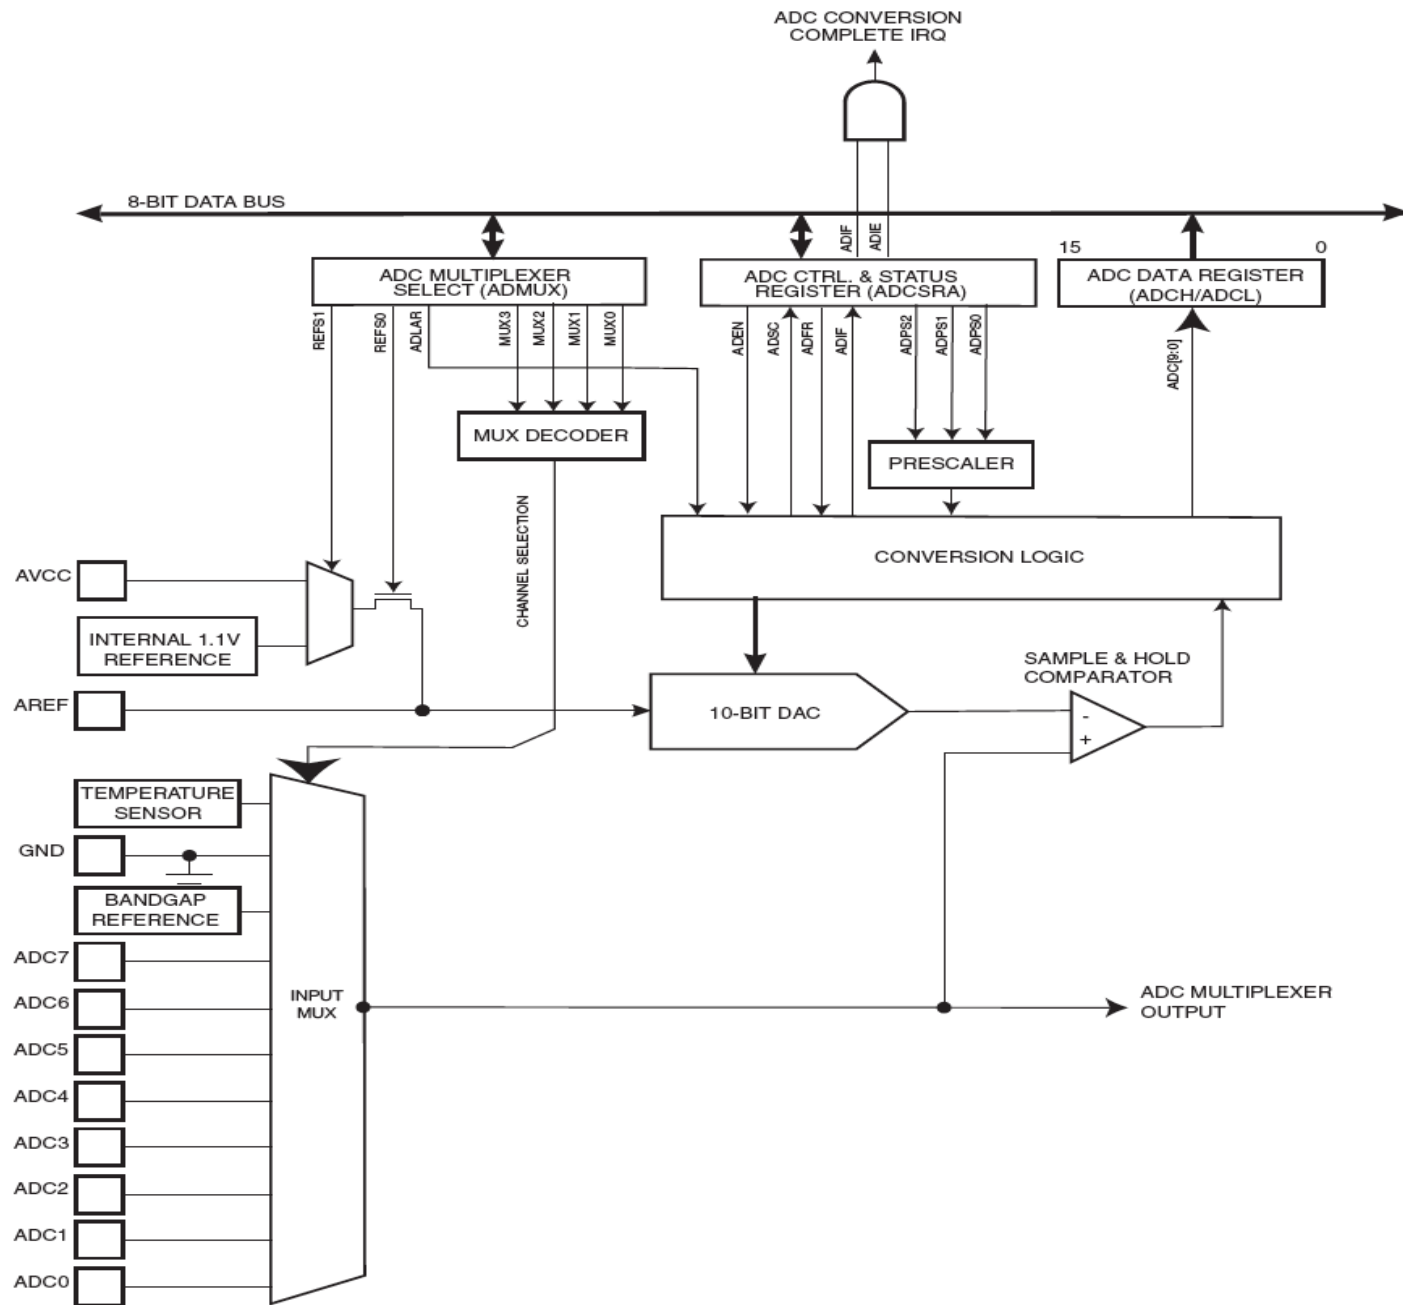 ADC CONVERSION
COMPLETE IRQ
8-BIT DATA BUS
ADIF
ADIE
15
0
ADC MULTIPLEXER
SELECT (ADMUX)
ADC CTRL. & STATUS
REGISTER (ADCSRA)
ADC DATA REGISTER
(ADCH/ADCL)
REFS1
REFS0
ADLAR
MUX3
MUX2
MUX1
MUX0
ADEN
ADSC
ADFR
ADIF
ADPS2
ADPS1
ADPS0
ADC[9:0]
MUX DECODER
PRESCALER
CHANNEL SELECTION
CONVERSION LOGIC
AVCC
INTERNAL 1.1V
REFERENCE
SAMPLE & HOLD
COMPARATOR
AREF
10-BIT DAC
-
+
TEMPERATURE
SENSOR
GND
BANDGAP
REFERENCE
ADC7
ADC6
INPUT
MUX
ADC MULTIPLEXER
OUTPUT
ADC5
ADC4
ADC3
ADC2
ADC1
ADC0